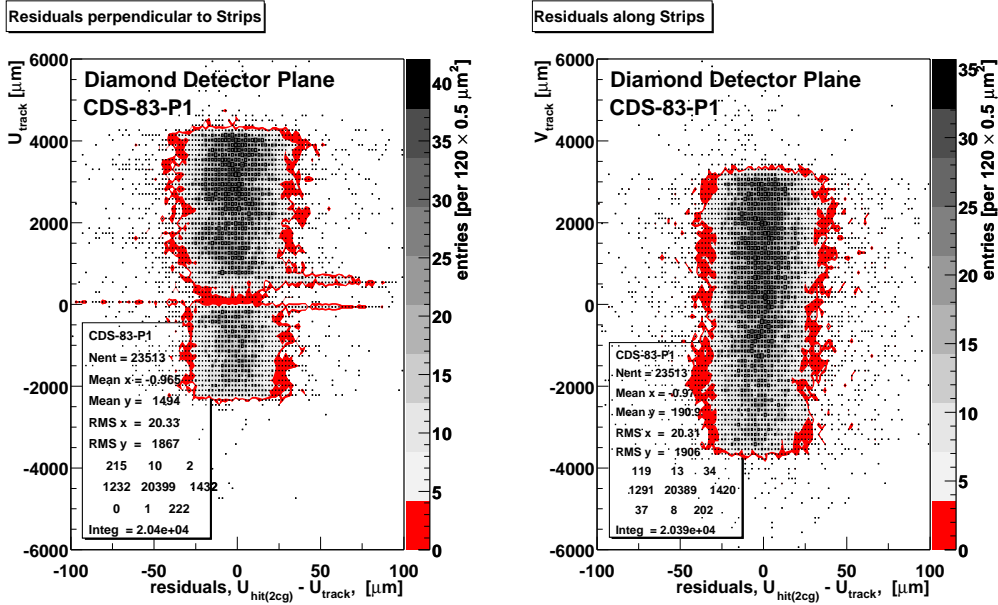 Residuals perpendicular to Strips
U_track [μm]
6000
4000
2000
0
-2000
-4000
-6000
Diamond Detector Plane
CDS-83-P1
CDS-83-P1
Nent = 23513
Mean x = -0.965
Mean y = 1494
RMS x = 20.33
RMS y = 1867
215 10 2
1232 20399 1432
0 1 222
Integ = 2.04e+04
-100 -50 0 50 100
residuals, U_hit(2cg) - U_track, [μm]
40
35
30
25
20
15
10
5
0
entries [per 120 × 0.5 μm²]
Residuals along Strips
V_track [μm]
6000
4000
2000
0
-2000
-4000
-6000
Diamond Detector Plane
CDS-83-P1
CDS-83-P1
Nent = 23513
Mean x = -0.97
Mean y = 190.9
RMS x = 20.31
RMS y = 1906
119 13 34
1291 20389 1420
37 8 202
Integ = 2.039e+04
-100 -50 0 50 100
residuals, U_hit(2cg) - U_track, [μm]
35
30
25
20
15
10
5
0
entries [per 120 × 0.5 μm²]